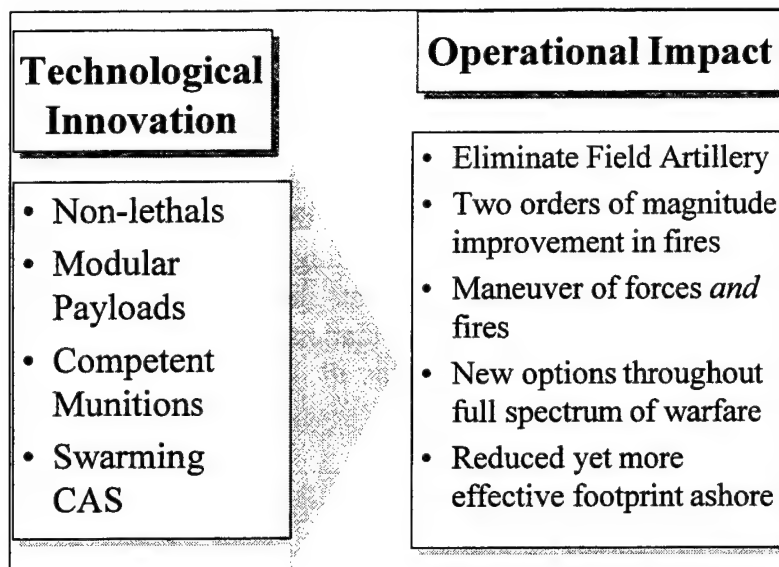 Technological
Innovation
• Non-lethals
• Modular
Payloads
• Competent
Munitions
• Swarming
CAS
Operational Impact
• Eliminate Field Artillery
• Two orders of magnitude
improvement in fires
• Maneuver of forces and
fires
• New options throughout
full spectrum of warfare
• Reduced yet more
effective footprint ashore